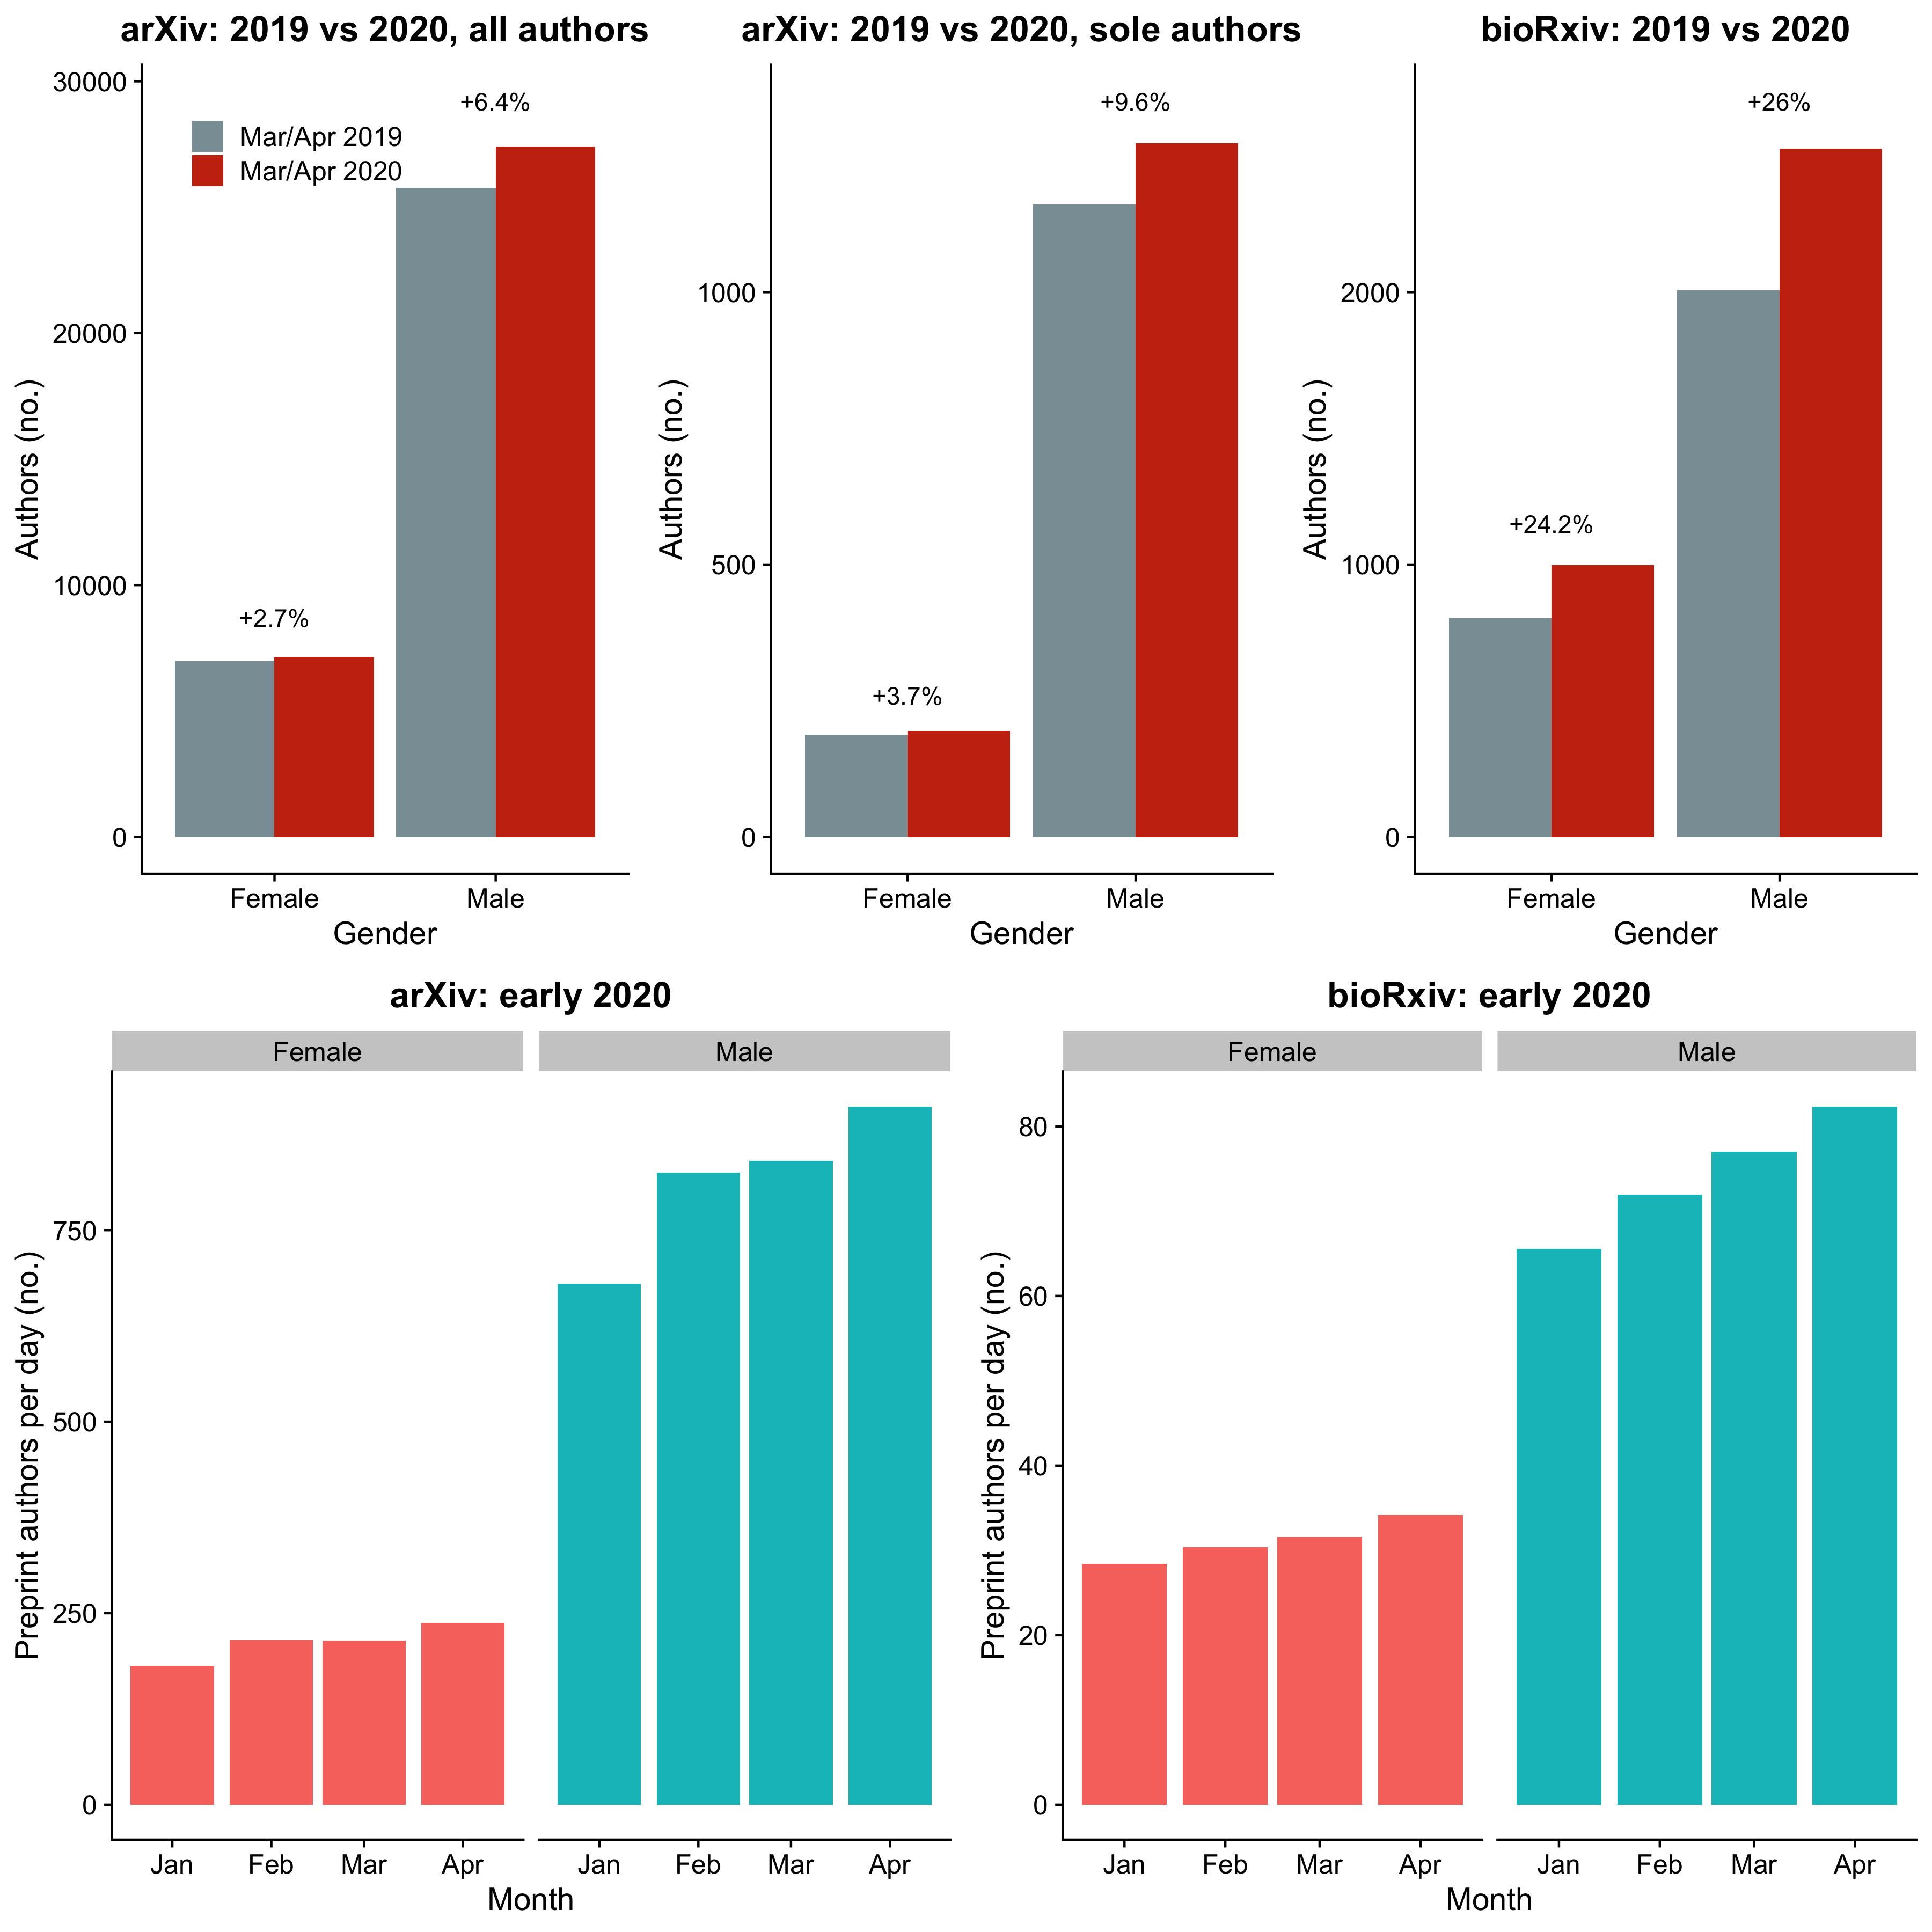 arXiv: 2019 vs 2020, all authors
30000
20000
10000
0
Authors (no.)
Mar/Apr 2019
Mar/Apr 2020
+2.7%
+6.4%
Female
Male
Gender
arXiv: 2019 vs 2020, sole authors
1000
500
0
Authors (no.)
+3.7%
+9.6%
Female
Male
Gender
bioRxiv: 2019 vs 2020
2000
1000
0
Authors (no.)
+24.2%
+26%
Female
Male
Gender
arXiv: early 2020
Female
Male
750
500
250
0
Preprint authors per day (no.)
Jan Feb Mar Apr
Jan Feb Mar Apr
Month
bioRxiv: early 2020
Female
Male
80
60
40
20
0
Preprint authors per day (no.)
Jan Feb Mar Apr
Jan Feb Mar Apr
Month